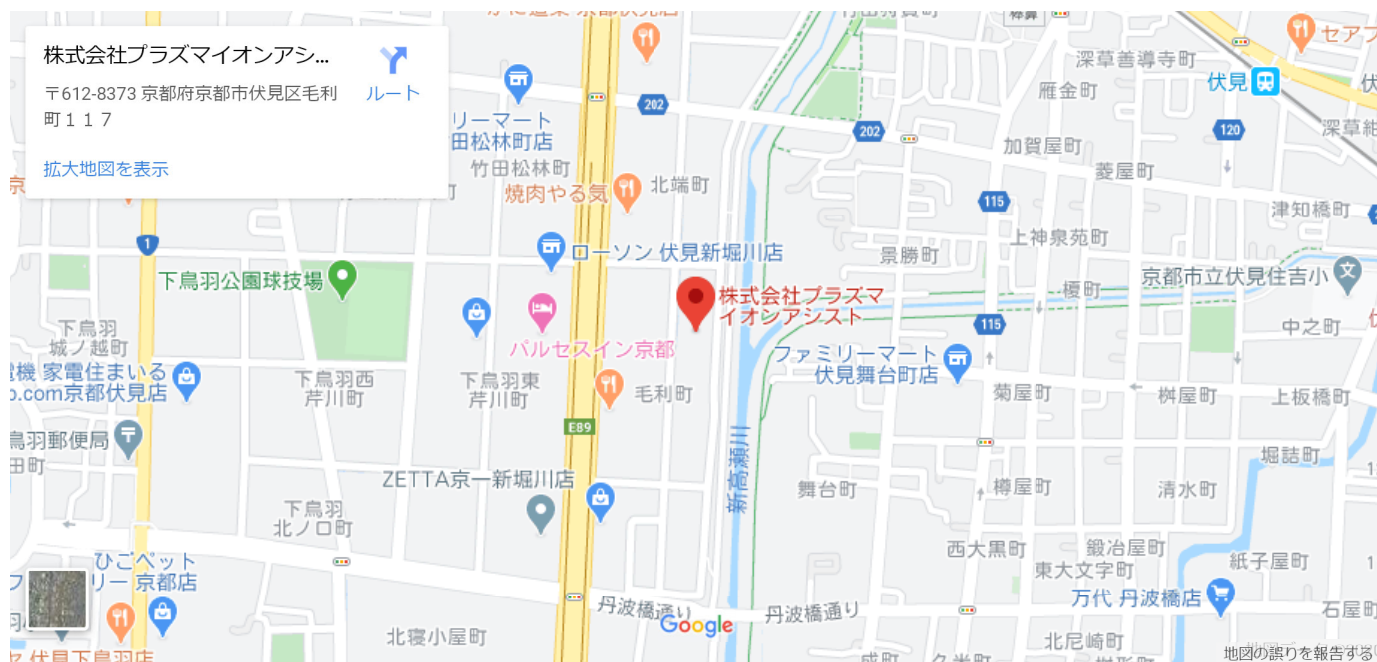 株式会社プラズマイオンアシ...
〒612-8373 京都府京都市伏見区毛利
町１１７
ルート
拡大地図を表示
202
202
120
115
115
1
E89
深草善導寺町
雁金町
伏見
加賀屋町
菱屋町
津知橋町
上神泉苑町
景勝町
榎町
京都市立伏見住吉小
中之町
リーマート
田松林町店
竹田松林町
焼肉やる気
北端町
ローソン 伏見新堀川店
下鳥羽公園球技場
株式会社プラズマ
イオンアシスト
パルセスイン京都
下鳥羽
城ノ越町
機 家電住まいる
.com京都伏見店
下鳥羽西
芹川町
下鳥羽東
芹川町
毛利町
ファミリーマート
伏見舞台町店
菊屋町
桝屋町
上板橋町
鳥羽郵便局
田町
ZETTA京一新堀川店
新高瀬川
舞台町
樽屋町
清水町
堀詰町
下鳥羽
北ノ口町
西大黒町
鍛冶屋町
東大文字町
紙子屋町
ひごペット
リー 京都店
万代 丹波橋店
丹波橋通り
丹波橋通り
石屋町
Google
北寝小屋町
北尼崎町
伏見下鳥羽店
地図の誤りを報告する